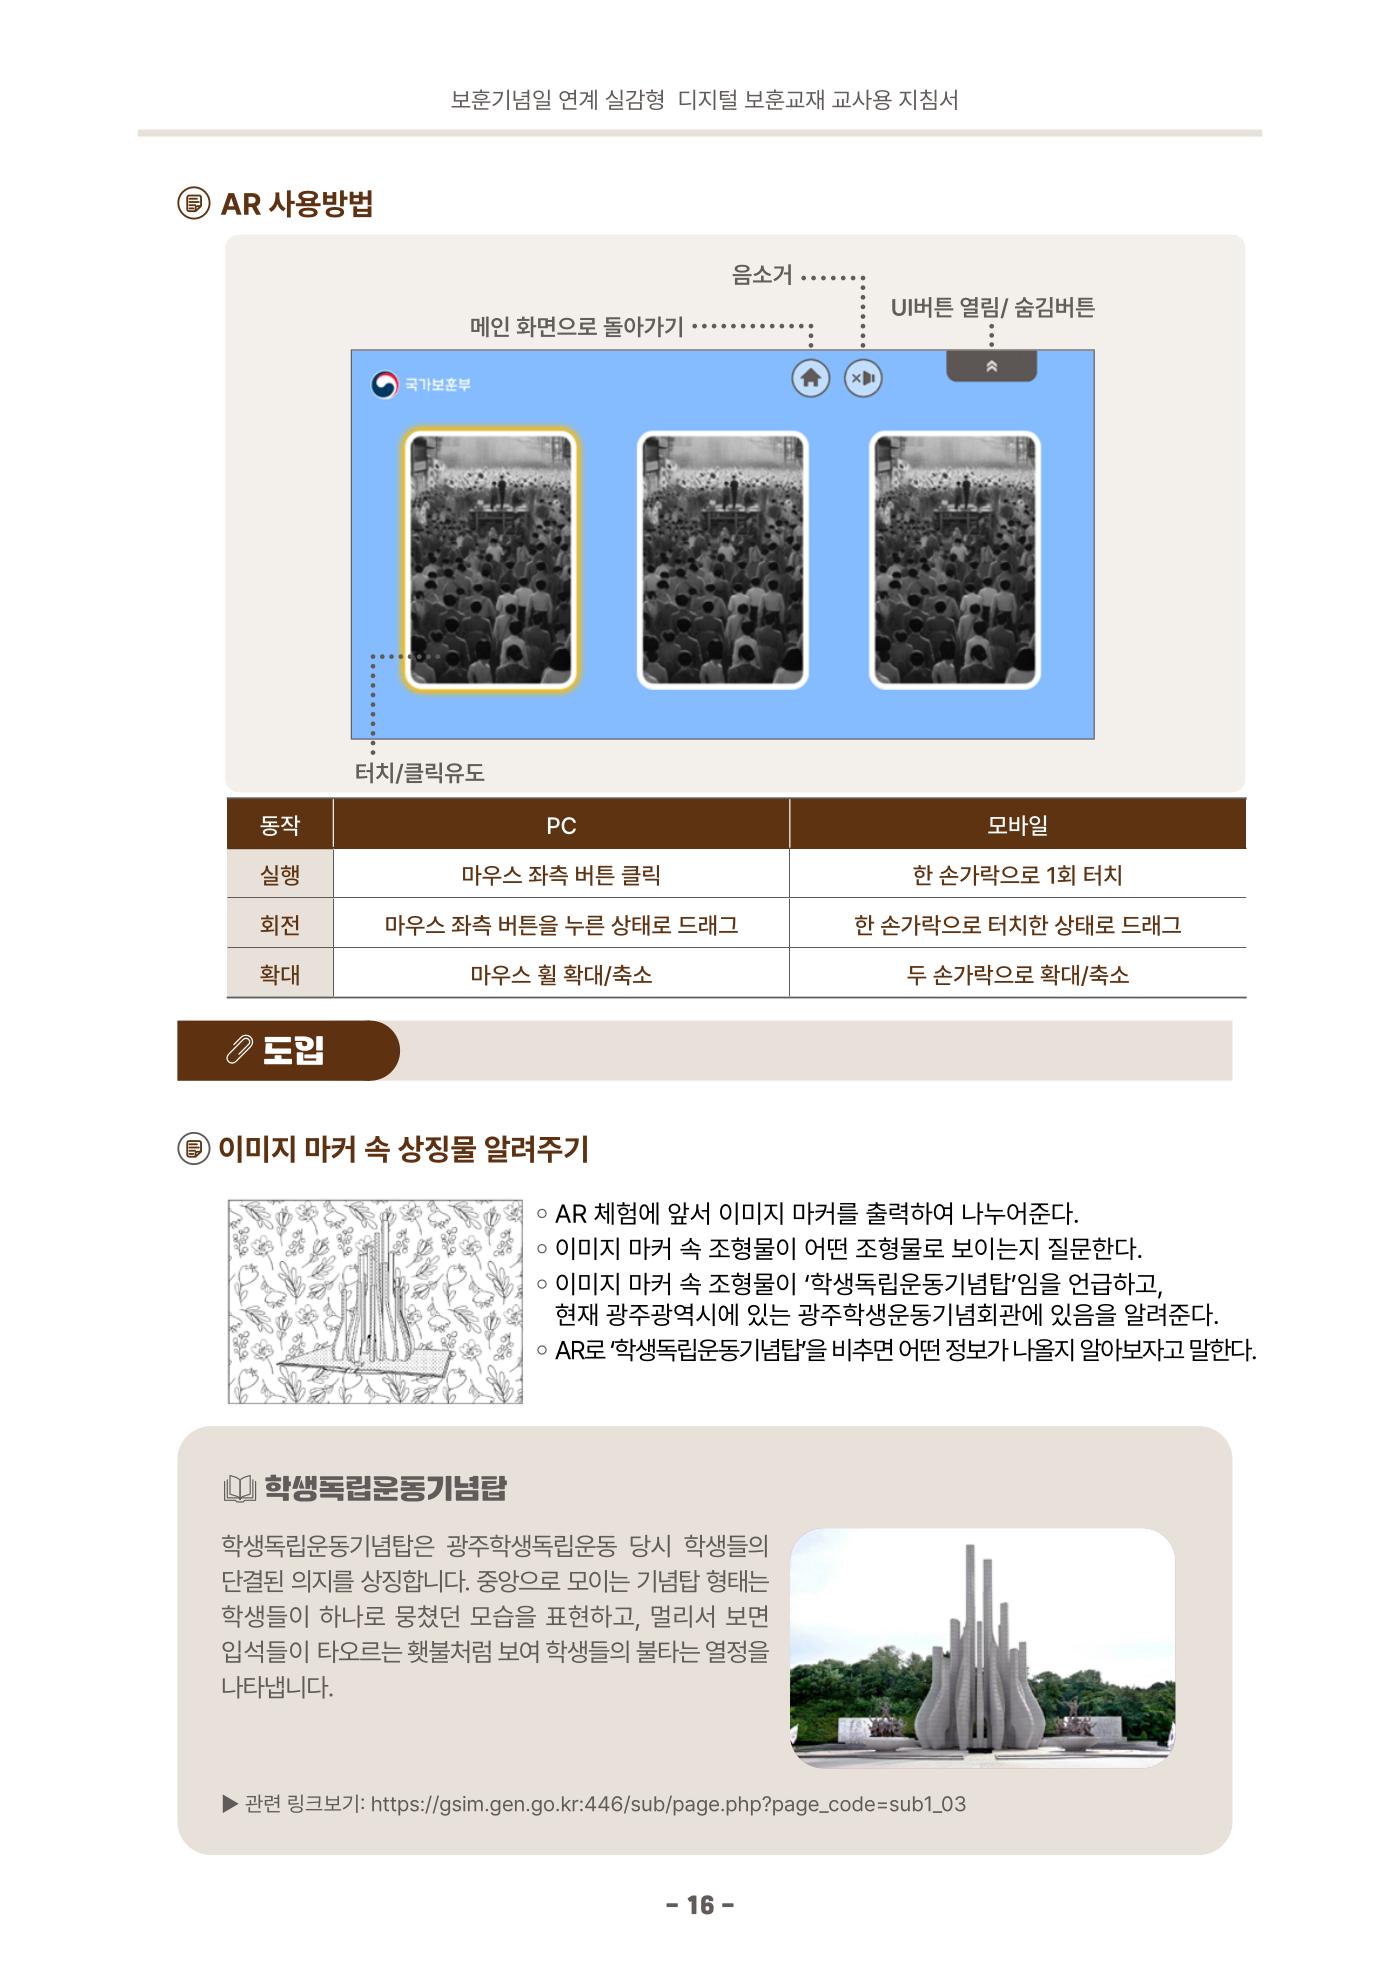 보훈기념일 연계 실감형 디지털 보훈교재 교사용 지침서
AR 사용방법
음소거
UI버튼 열림/ 숨김버튼
메인 화면으로 돌아가기
국가보훈부
터치/클릭유도
동작 PC 모바일
실행 마우스 좌측 버튼 클릭 한 손가락으로 1회 터치
회전 마우스 좌측 버튼을 누른 상태로 드래그 한 손가락으로 터치한 상태로 드래그
확대 마우스 휠 확대/축소 두 손가락으로 확대/축소
도입
이미지 마커 속 상징물 알려주기
◦ AR 체험에 앞서 이미지 마커를 출력하여 나누어준다.
◦ 이미지 마커 속 조형물이 어떤 조형물로 보이는지 질문한다.
◦ 이미지 마커 속 조형물이 ‘학생독립운동기념탑’임을 언급하고,
현재 광주광역시에 있는 광주학생운동기념회관에 있음을 알려준다.
◦ AR로 ‘학생독립운동기념탑’을 비추면 어떤 정보가 나올지 알아보자고 말한다.
학생독립운동기념탑
학생독립운동기념탑은 광주학생독립운동 당시 학생들의
단결된 의지를 상징합니다. 중앙으로 모이는 기념탑 형태는
학생들이 하나로 뭉쳤던 모습을 표현하고, 멀리서 보면
입석들이 타오르는 횃불처럼 보여 학생들의 불타는 열정을
나타냅니다.
▶ 관련 링크보기: https://gsim.gen.go.kr:446/sub/page.php?page_code=sub1_03
- 16 -